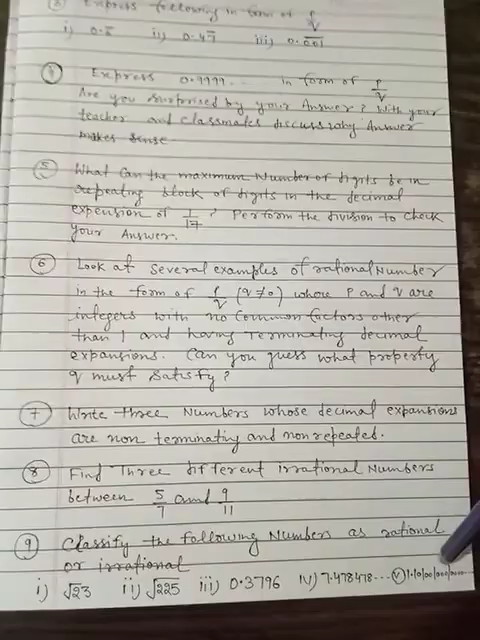 ③ Express following in form of p/q
i) 0.6̅ ii) 0.47̅ iii) 0.0̅0̅1̅
④ Express 0.9999.... in form of p/q
Are you surprised by your Answer? With your
teacher and classmates discuss why Answer
makes sense
⑤ What can the maximum Number of digits be in
repeating block of digits in the decimal
expension of 1/17? Perform the division to check
your Answer.
⑥ Look at several examples of rational Number
in the form of p/q (q≠0) whose p and q are
integers with no common factors other
than 1 and having Terminating decimal
expansions. Can you guess what property
q must satisfy?
⑦ Write three Numbers whose decimal expansions
are non terminating and non repeated.
⑧ Find Three different irrational Numbers
between 5/7 and 9/11
⑨ Classify the following Numbers as rational
or irrational
i) √23 ii) √225 iii) 0.3796 iv) 7.478478... ⓥ 1.101001000...